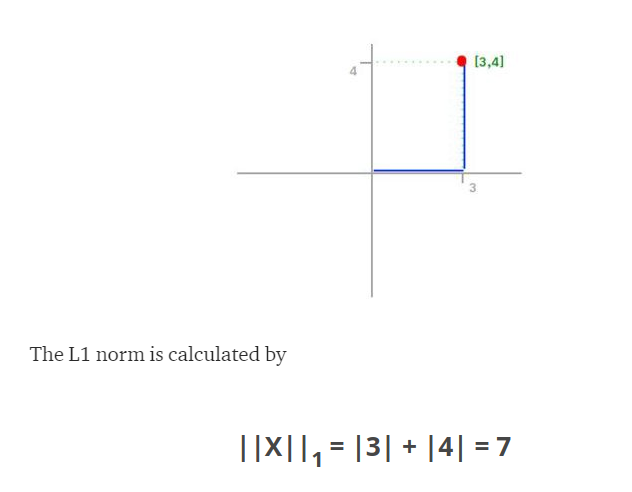 4
[3,4]
3
The L1 norm is calculated by
||X||₁ = |3| + |4| = 7